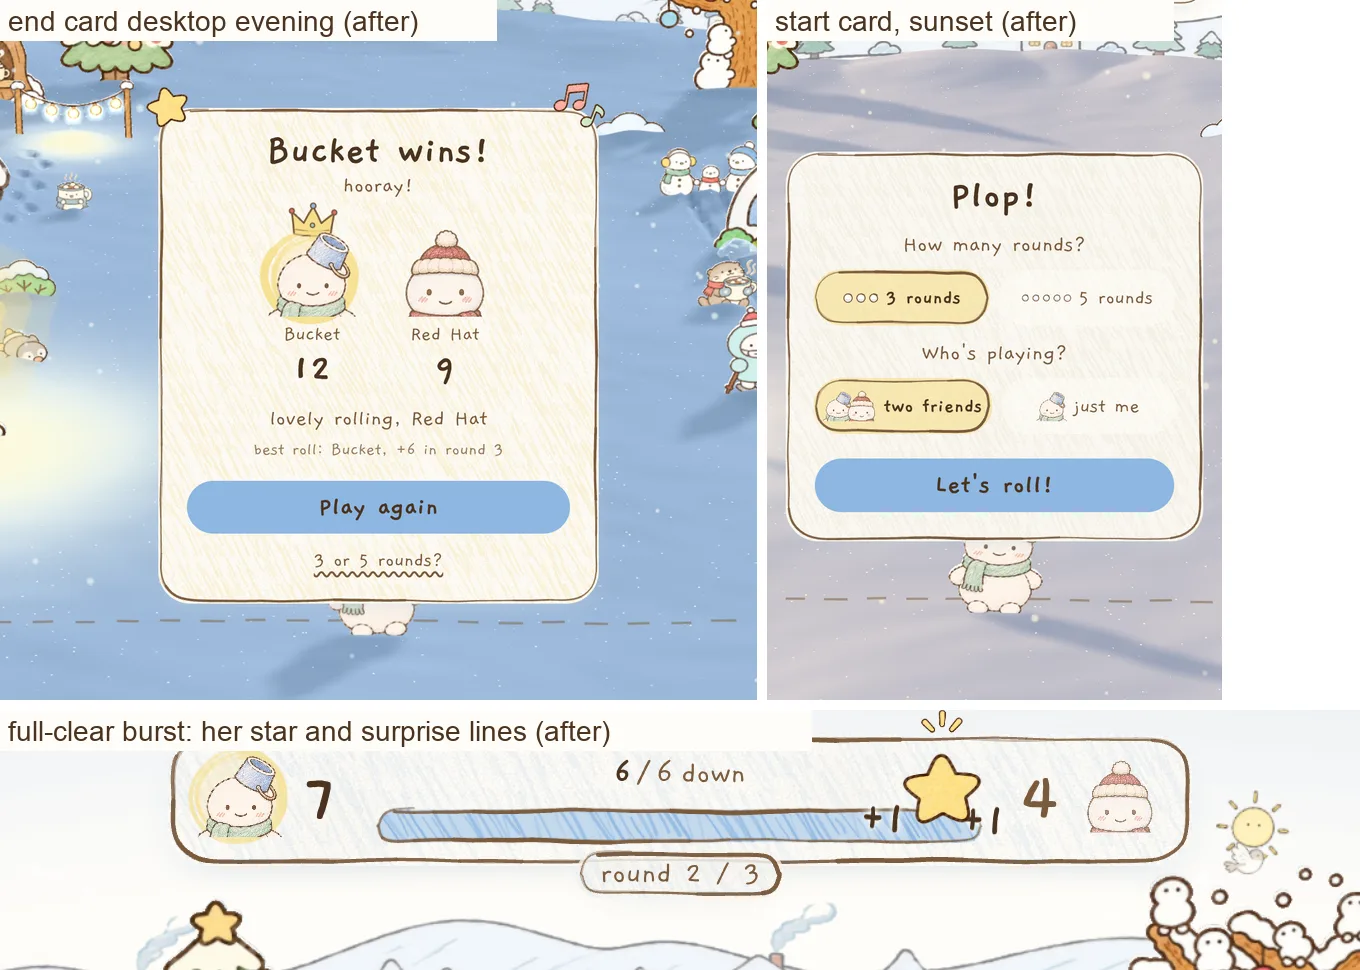 end card desktop evening (after)
Bucket wins!
hooray!
Bucket
Red Hat
12
9
lovely rolling, Red Hat
best roll: Bucket, +6 in round 3
Play again
3 or 5 rounds?
start card, sunset (after)
Plop!
How many rounds?
3 rounds
5 rounds
Who's playing?
two friends
just me
Let's roll!
full-clear burst: her star and surprise lines (after)
7
6/6 down
+1
+1
4
round 2 / 3